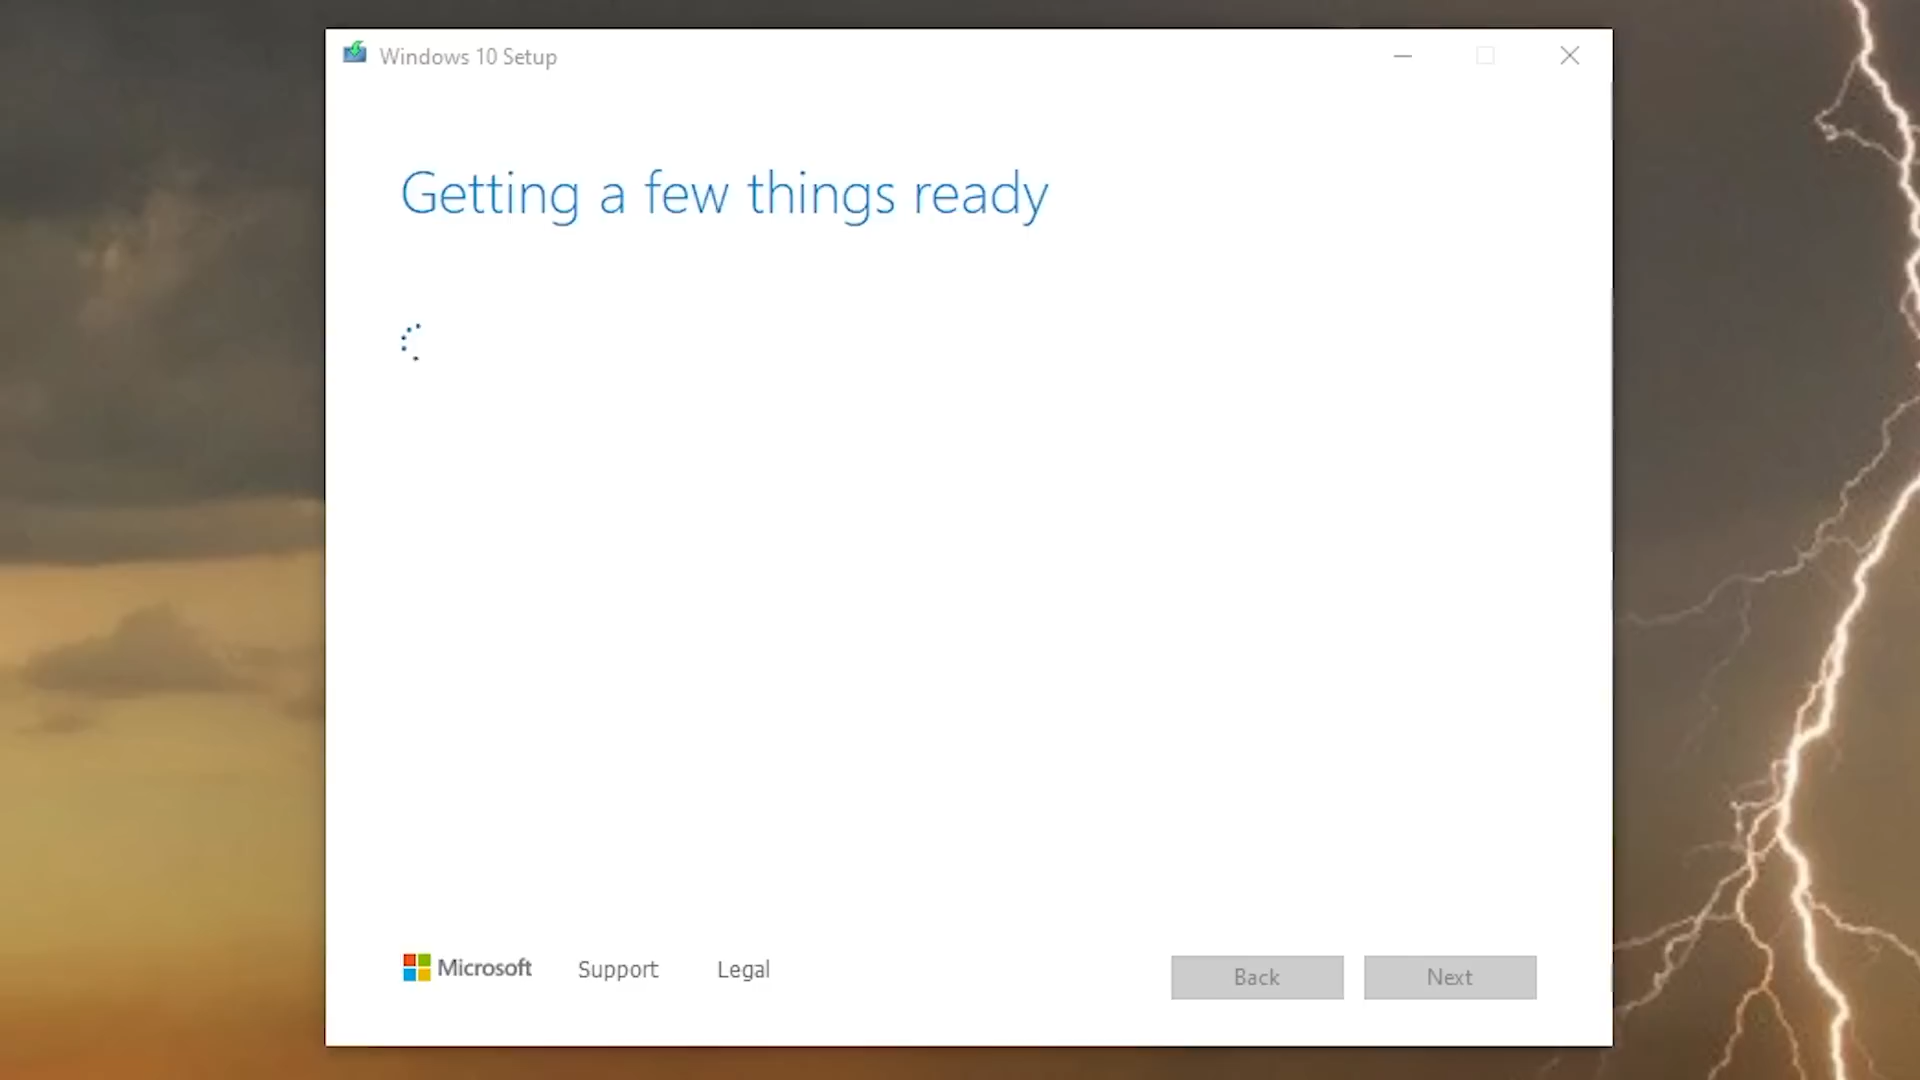 Windows 10 Setup
Getting a few things ready
Microsoft
Support
Legal
Back
Next